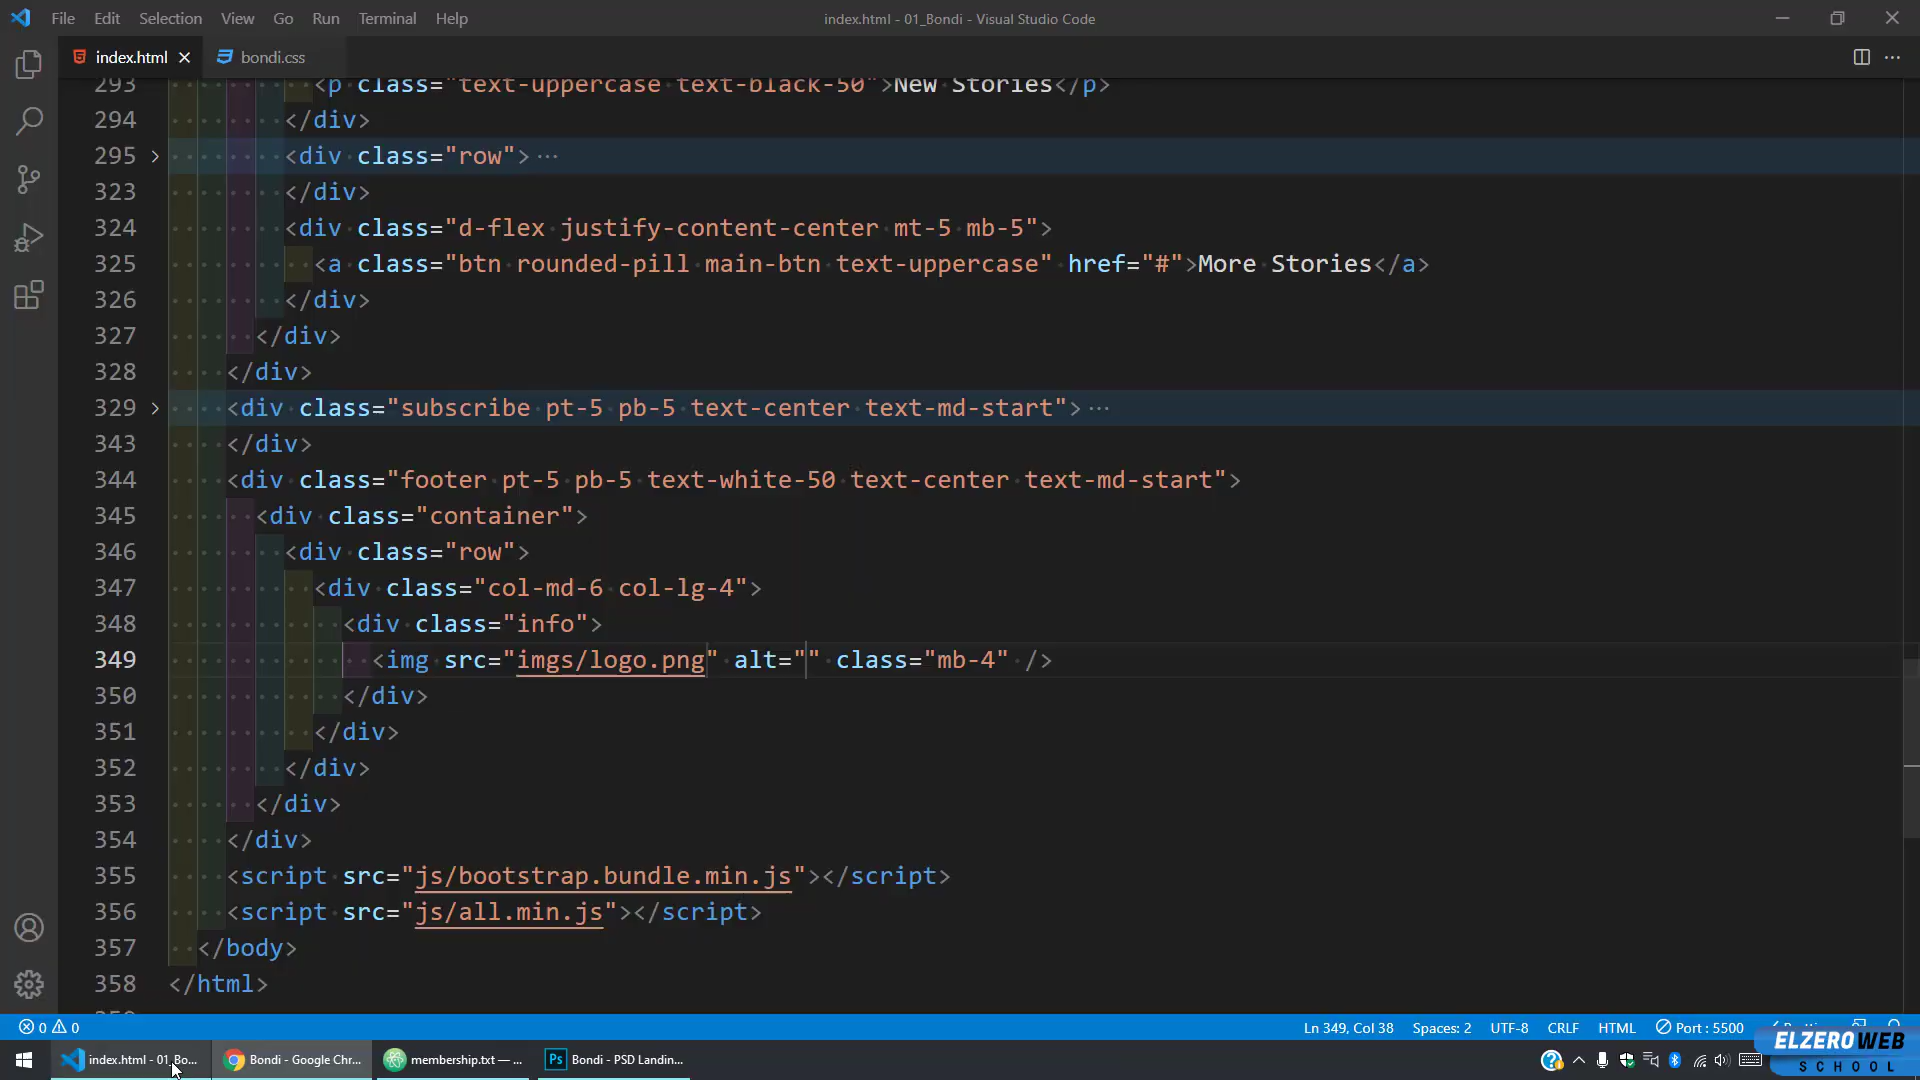 File Edit Selection View Go Run Terminal Help
index.html - 01_Bondi - Visual Studio Code
index.html
bondi.css
293 <p class="text-uppercase text-black-50">New Stories</p>
294 </div>
295 <div class="row"> ...
323 </div>
324 <div class="d-flex justify-content-center mt-5 mb-5">
325 <a class="btn rounded-pill main-btn text-uppercase" href="#">More Stories</a>
326 </div>
327 </div>
328 </div>
329 <div class="subscribe pt-5 pb-5 text-center text-md-start"> ...
343 </div>
344 <div class="footer pt-5 pb-5 text-white-50 text-center text-md-start">
345 <div class="container">
346 <div class="row">
347 <div class="col-md-6 col-lg-4">
348 <div class="info">
349 <img src="imgs/logo.png" alt="" class="mb-4" />
350 </div>
351 </div>
352 </div>
353 </div>
354 </div>
355 <script src="js/bootstrap.bundle.min.js"></script>
356 <script src="js/all.min.js"></script>
357 </body>
358 </html>
0 0
Ln 349, Col 38 Spaces: 2 UTF-8 CRLF HTML Port : 5500
index.html - 01_Bo...
Bondi - Google Chr...
membership.txt — ...
Ps Bondi - PSD Landin...
ELZEROWEB
SCHOOL